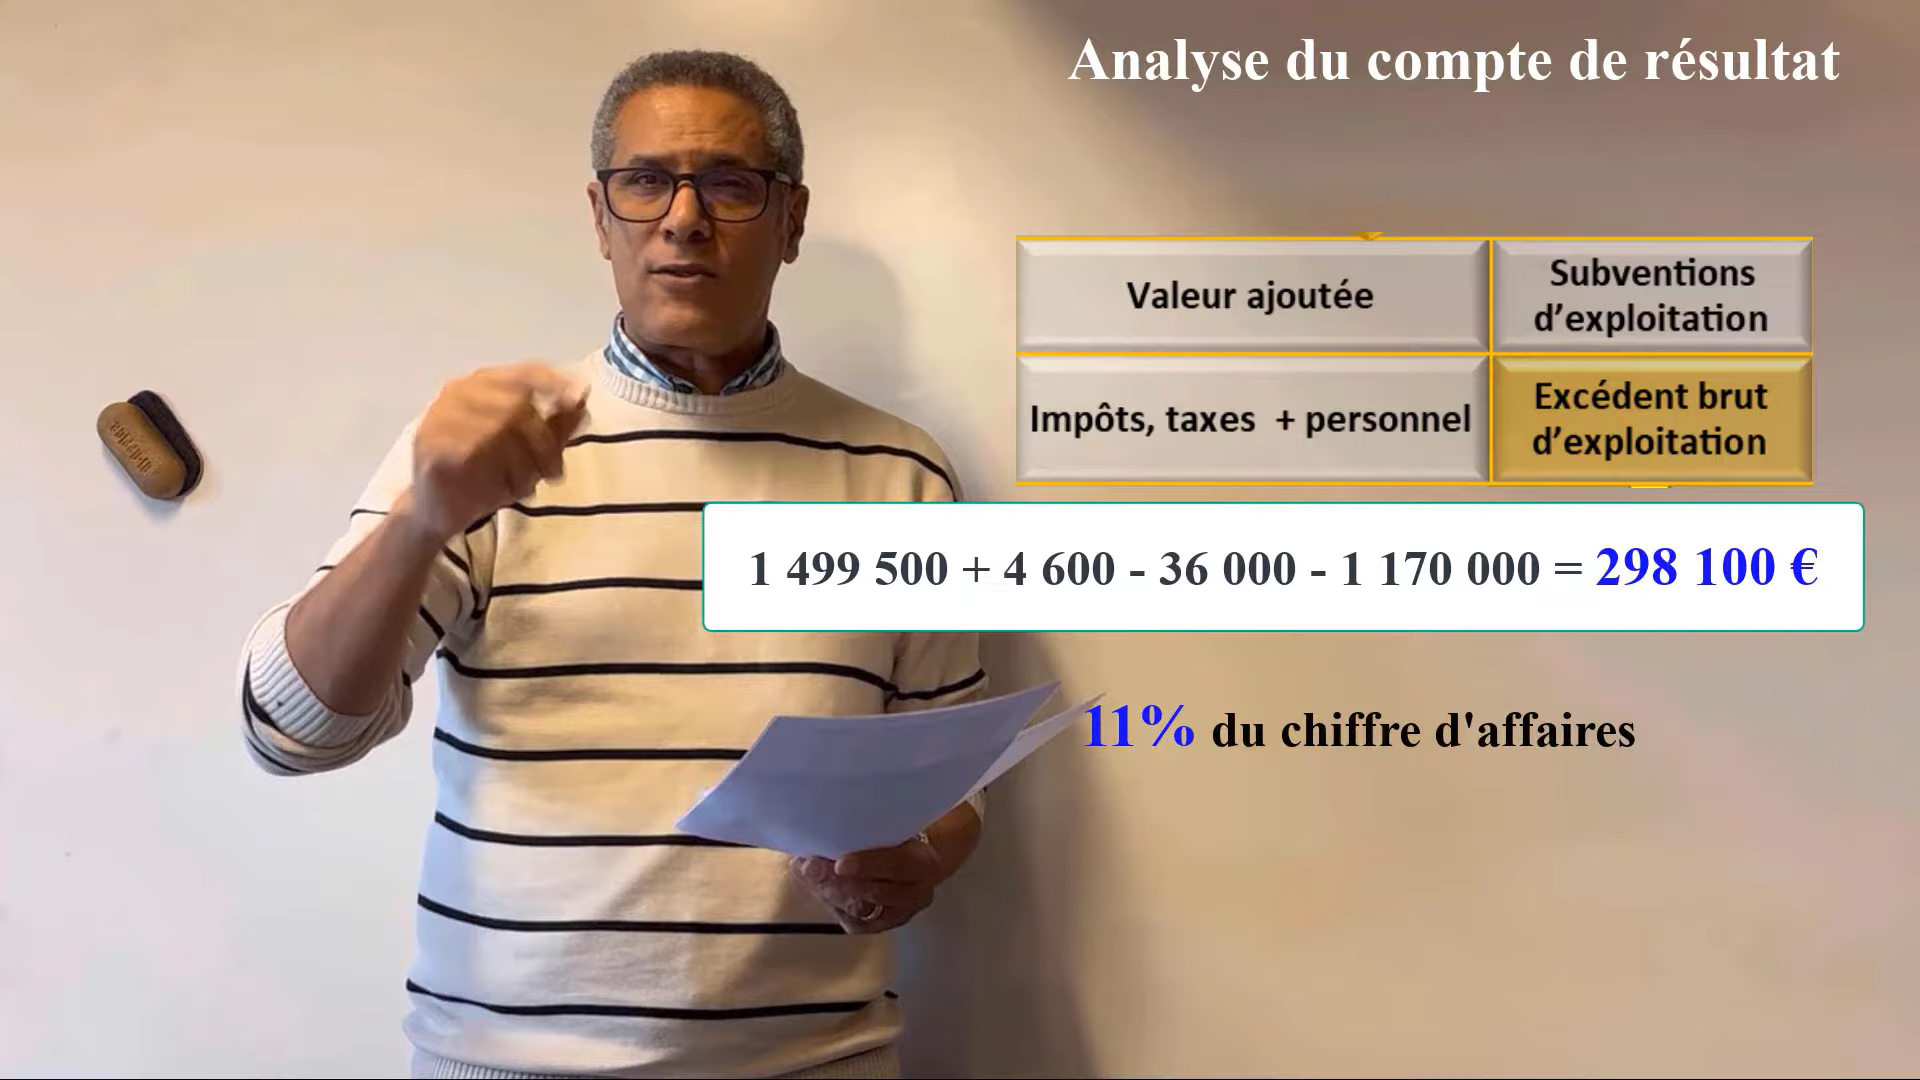 Analyse du compte de résultat
Valeur ajoutée
Subventions
d'exploitation
Impôts, taxes + personnel
Excédent brut
d'exploitation
1 499 500 + 4 600 - 36 000 - 1 170 000 = 298 100 €
11% du chiffre d'affaires